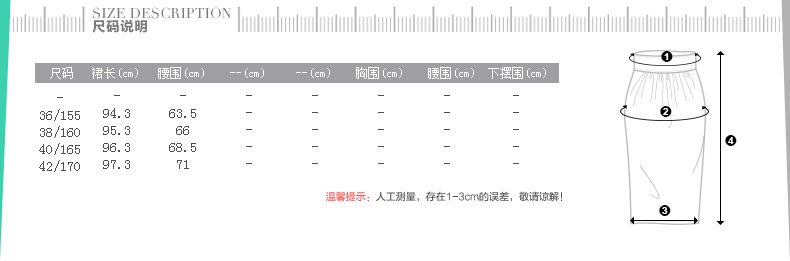 SIZE DESCRIPTION
尺码说明
尺码 裙长(cm) 腰围(cm) --(cm) --(cm) 胸围(cm) 腰围(cm) 下摆围(cm)
- - - - - - - -
36/155 94.3 63.5 - - - - -
38/160 95.3 66 - - - - -
40/165 96.3 68.5 - - - - -
42/170 97.3 71 - - - - -
温馨提示：人工测量，存在1-3cm的误差，敬请谅解！
1
2
4
3